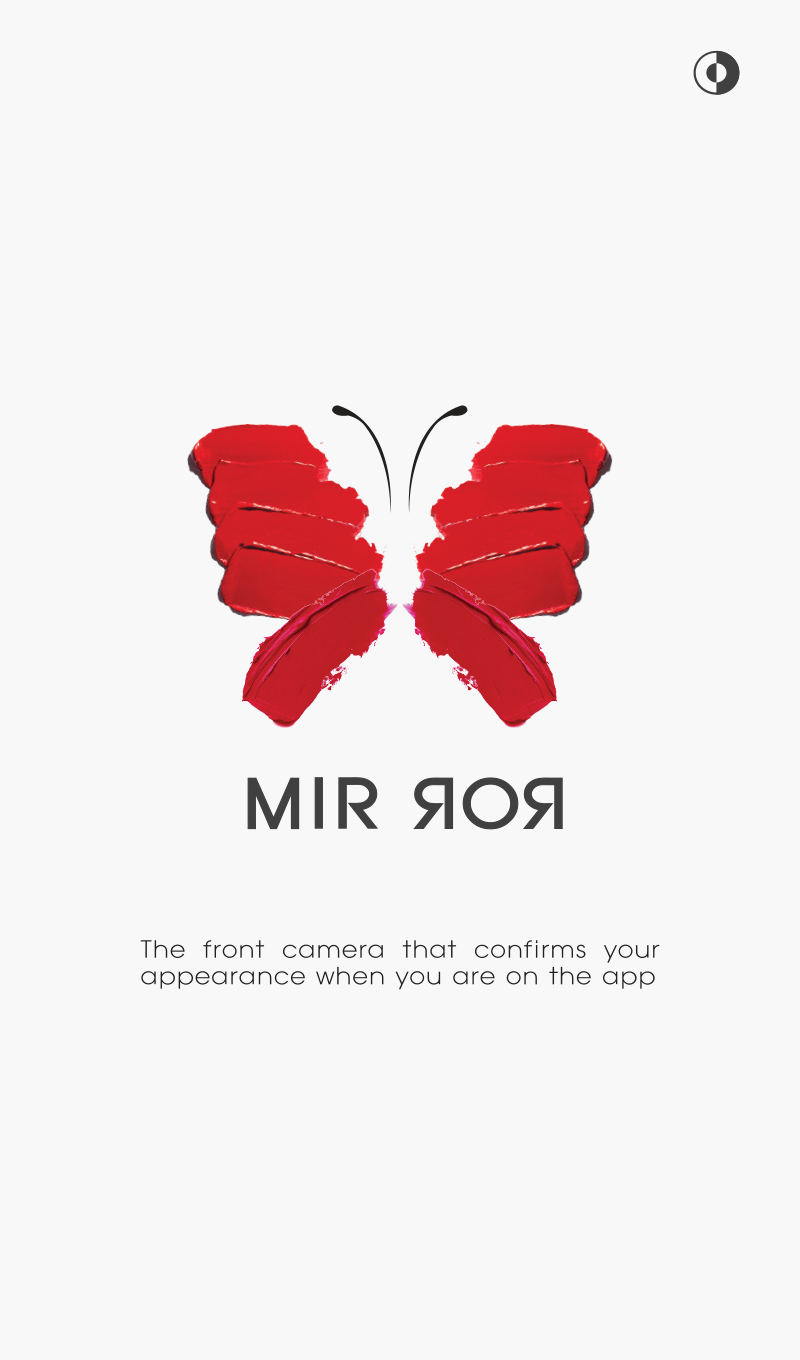 MIR ЯOЯ
The front camera that confirms your
appearance when you are on the app